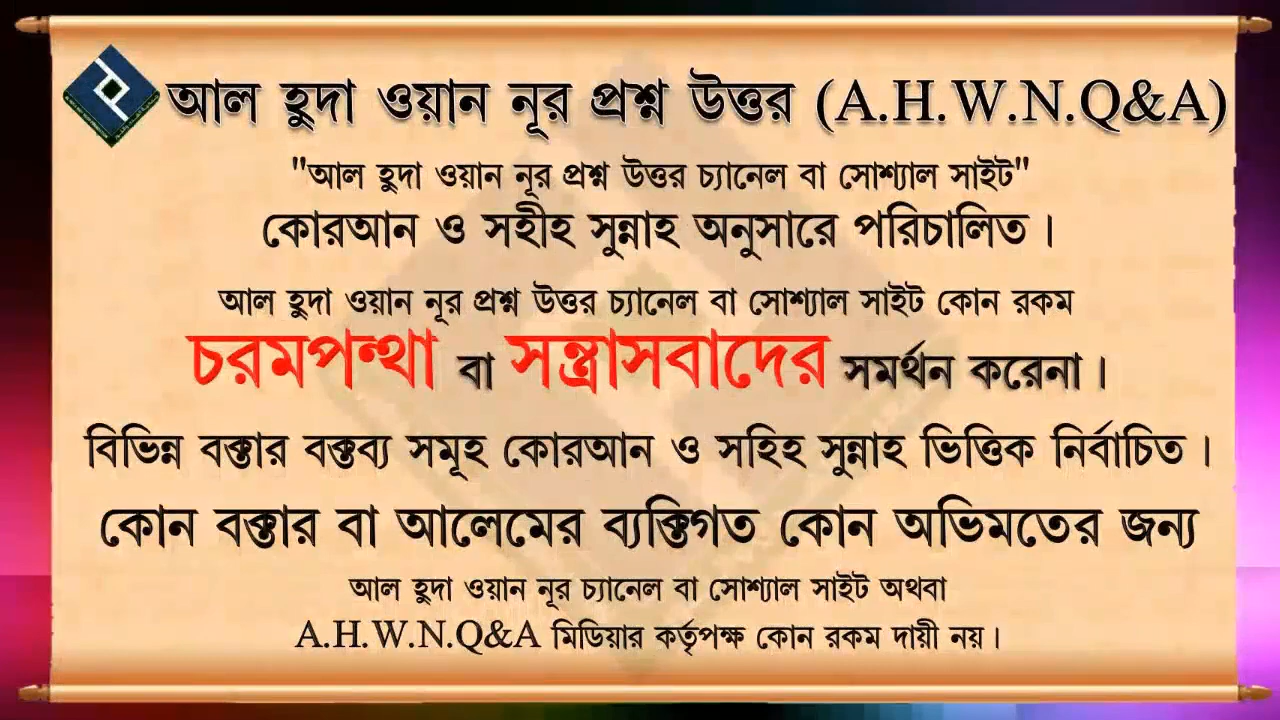 আল হুদা ওয়ান নূর প্রশ্ন উত্তর (A.H.W.N.Q&A)
"আল হুদা ওয়ান নূর প্রশ্ন উত্তর চ্যানেল বা সোশ্যাল সাইট"
কোরআন ও সহীহ সুন্নাহ অনুসারে পরিচালিত ।
আল হুদা ওয়ান নূর প্রশ্ন উত্তর চ্যানেল বা সোশ্যাল সাইট কোন রকম
চরমপন্থা বা সন্ত্রাসবাদের সমর্থন করেনা ।
বিভিন্ন বক্তার বক্তব্য সমূহ কোরআন ও সহিহ সুন্নাহ ভিত্তিক নির্বাচিত ।
কোন বক্তার বা আলেমের ব্যক্তিগত কোন অভিমতের জন্য
আল হুদা ওয়ান নূর চ্যানেল বা সোশ্যাল সাইট অথবা
A.H.W.N.Q&A মিডিয়ার কর্তৃপক্ষ কোন রকম দায়ী নয় ।